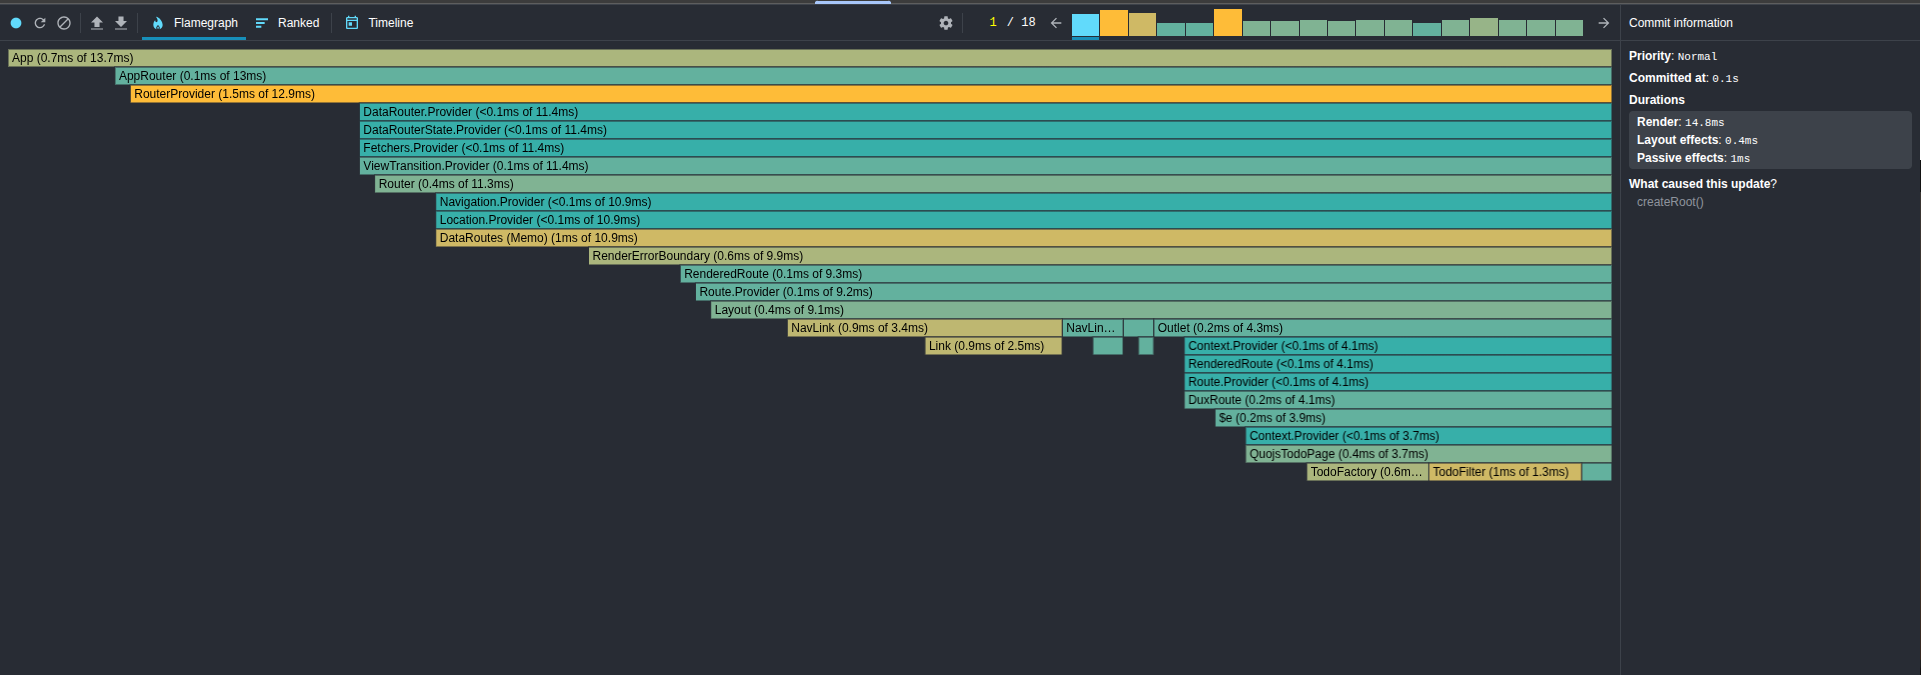 Flamegraph Ranked Timeline 1 / 18 Commit information
App (0.7ms of 13.7ms)
AppRouter (0.1ms of 13ms)
RouterProvider (1.5ms of 12.9ms)
DataRouter.Provider (<0.1ms of 11.4ms)
DataRouterState.Provider (<0.1ms of 11.4ms)
Fetchers.Provider (<0.1ms of 11.4ms)
ViewTransition.Provider (0.1ms of 11.4ms)
Router (0.4ms of 11.3ms)
Navigation.Provider (<0.1ms of 10.9ms)
Location.Provider (<0.1ms of 10.9ms)
DataRoutes (Memo) (1ms of 10.9ms)
RenderErrorBoundary (0.6ms of 9.9ms)
RenderedRoute (0.1ms of 9.3ms)
Route.Provider (0.1ms of 9.2ms)
Layout (0.4ms of 9.1ms)
NavLink (0.9ms of 3.4ms) NavLin… Outlet (0.2ms of 4.3ms)
Link (0.9ms of 2.5ms) Context.Provider (<0.1ms of 4.1ms)
RenderedRoute (<0.1ms of 4.1ms)
Route.Provider (<0.1ms of 4.1ms)
DuxRoute (0.2ms of 4.1ms)
$e (0.2ms of 3.9ms)
Context.Provider (<0.1ms of 3.7ms)
QuojsTodoPage (0.4ms of 3.7ms)
TodoFactory (0.6m… TodoFilter (1ms of 1.3ms)
Priority: Normal
Committed at: 0.1s
Durations
Render: 14.8ms
Layout effects: 0.4ms
Passive effects: 1ms
What caused this update?
createRoot()